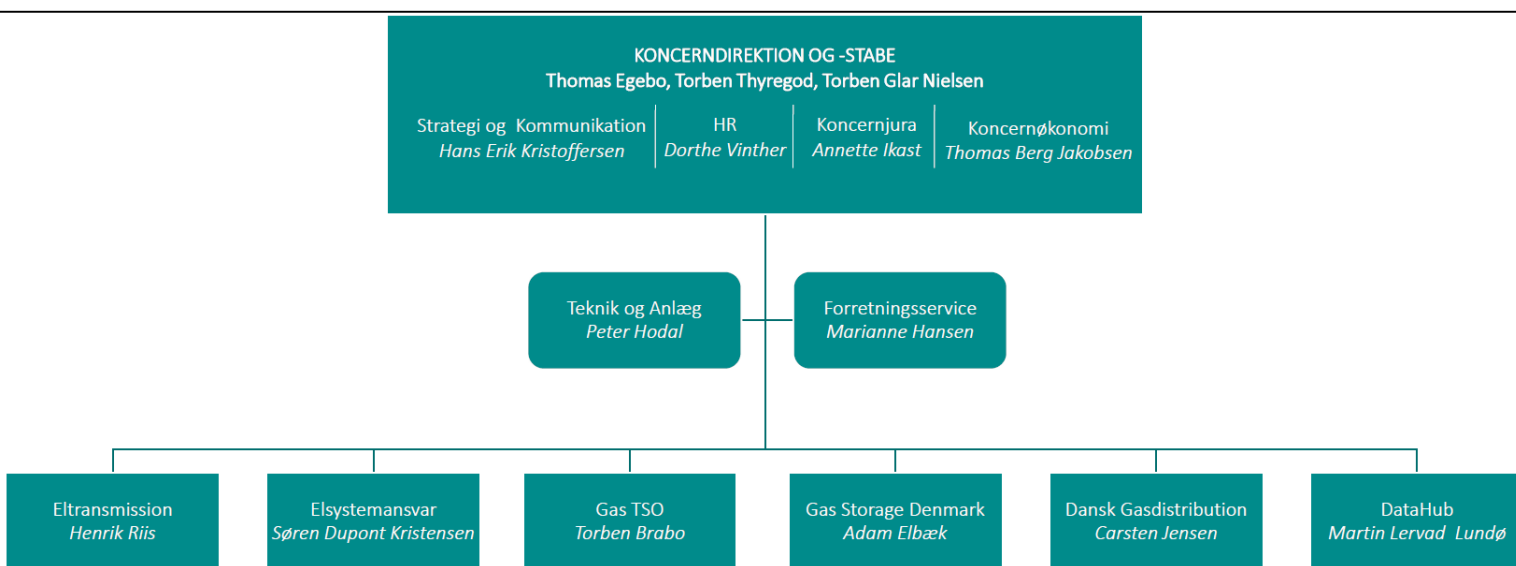 KONCERNDIREKTION OG -STABE
Thomas Egebo, Torben Thyregod, Torben Glar Nielsen
Strategi og Kommunikation
Hans Erik Kristoffersen
HR
Dorthe Vinther
Koncernjura
Annette Ikast
Koncernøkonomi
Thomas Berg Jakobsen
Teknik og Anlæg
Peter Hodal
Forretningsservice
Marianne Hansen
Eltransmission
Henrik Riis
Elsystemansvar
Søren Dupont Kristensen
Gas TSO
Torben Brabo
Gas Storage Denmark
Adam Elbæk
Dansk Gasdistribution
Carsten Jensen
DataHub
Martin Lervad Lundø